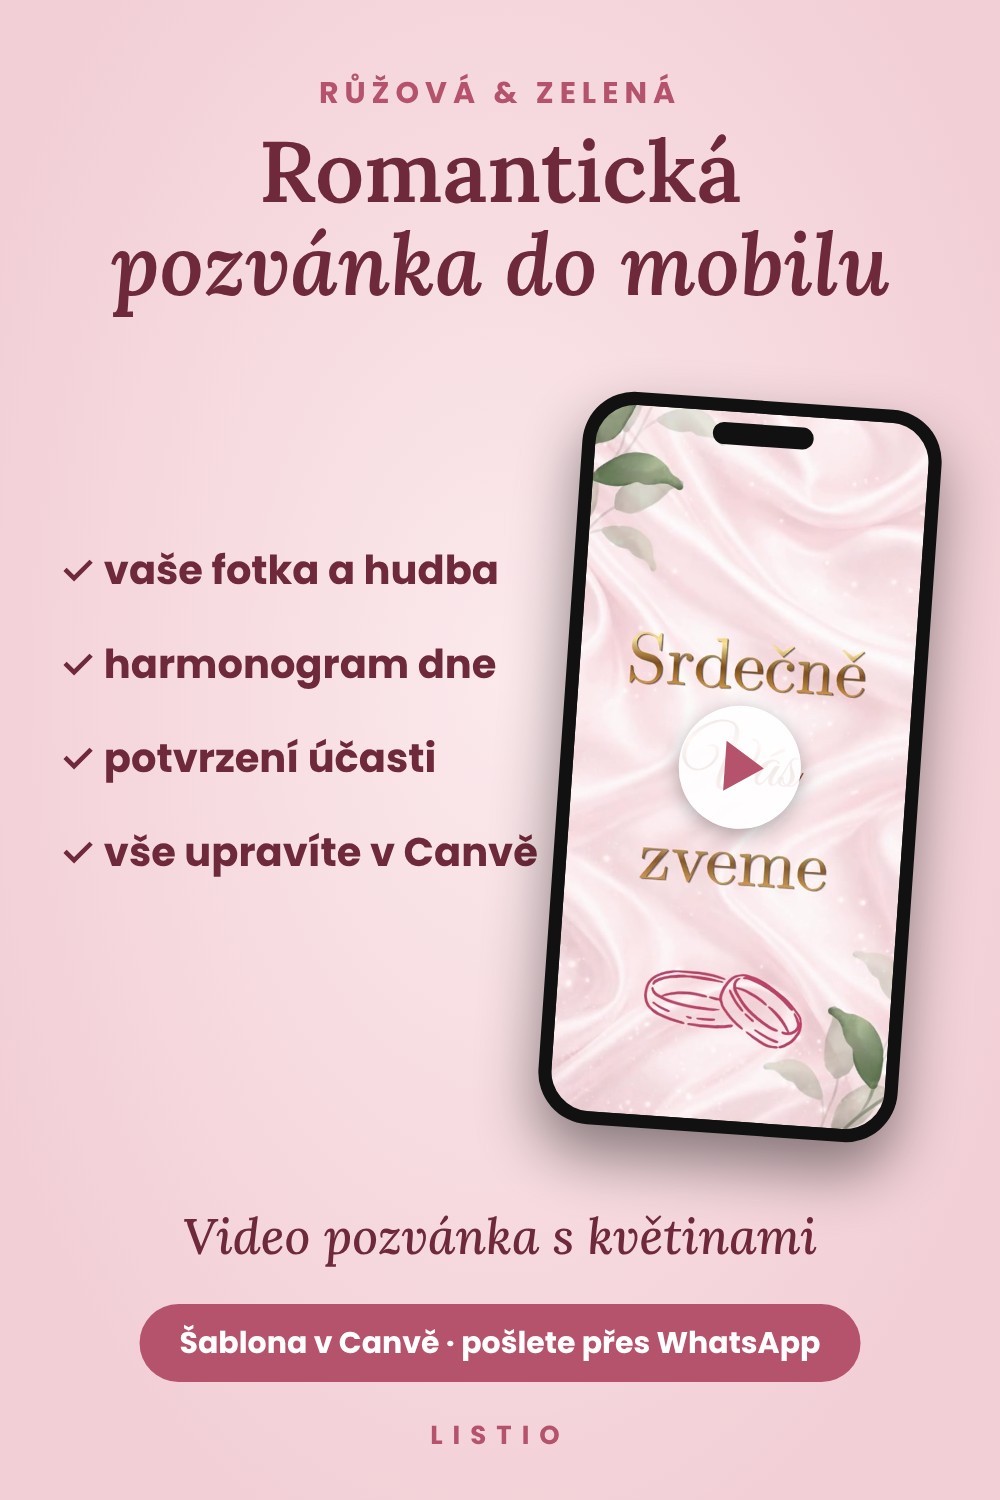 RŮŽOVÁ & ZELENÁ
Romantická
pozvánka do mobilu
vaše fotka a hudba
harmonogram dne
potvrzení účasti
vše upravíte v Canvě
Srdečně
Vás
zveme
Video pozvánka s květinami
Šablona v Canvě · pošlete přes WhatsApp
LISTIO